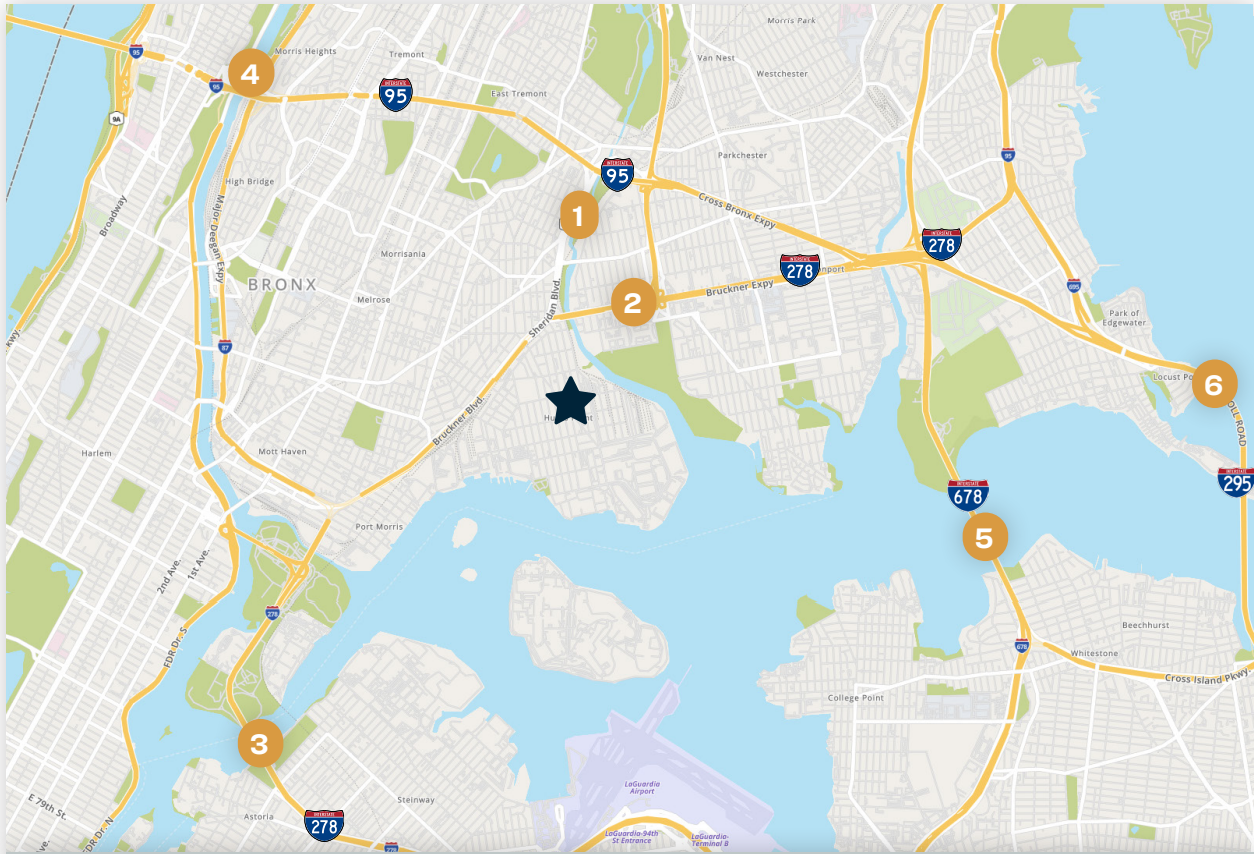 Morris Park
95
Morris Heights
4
Tremont
Van Nest
Westchester
95
95
East Tremont
9A
Parkchester
95
95
High Bridge
1
Cross Bronx Expy
Broadway
Major Deegan Expy
Morrisania
278
278
BRONX
Bruckner Expy
695
Melrose
2
Sheridan Blvd.
Park of
Edgewater
87
Locust
6
Bruckner Blvd.
Harlem
Mott Haven
TOLL ROAD
295
678
Port Morris
5
2nd Ave.
1st Ave.
278
FDR Dr. S
678
Beechhurst
Whitestone
Cross Island Pkwy.
College Point
3
LaGuardia
Airport
Steinway
E 79th St.
Astoria
278
FDR Dr. N
LaGuardia-94th
St Entrance
LaGuardia-
Terminal B
278